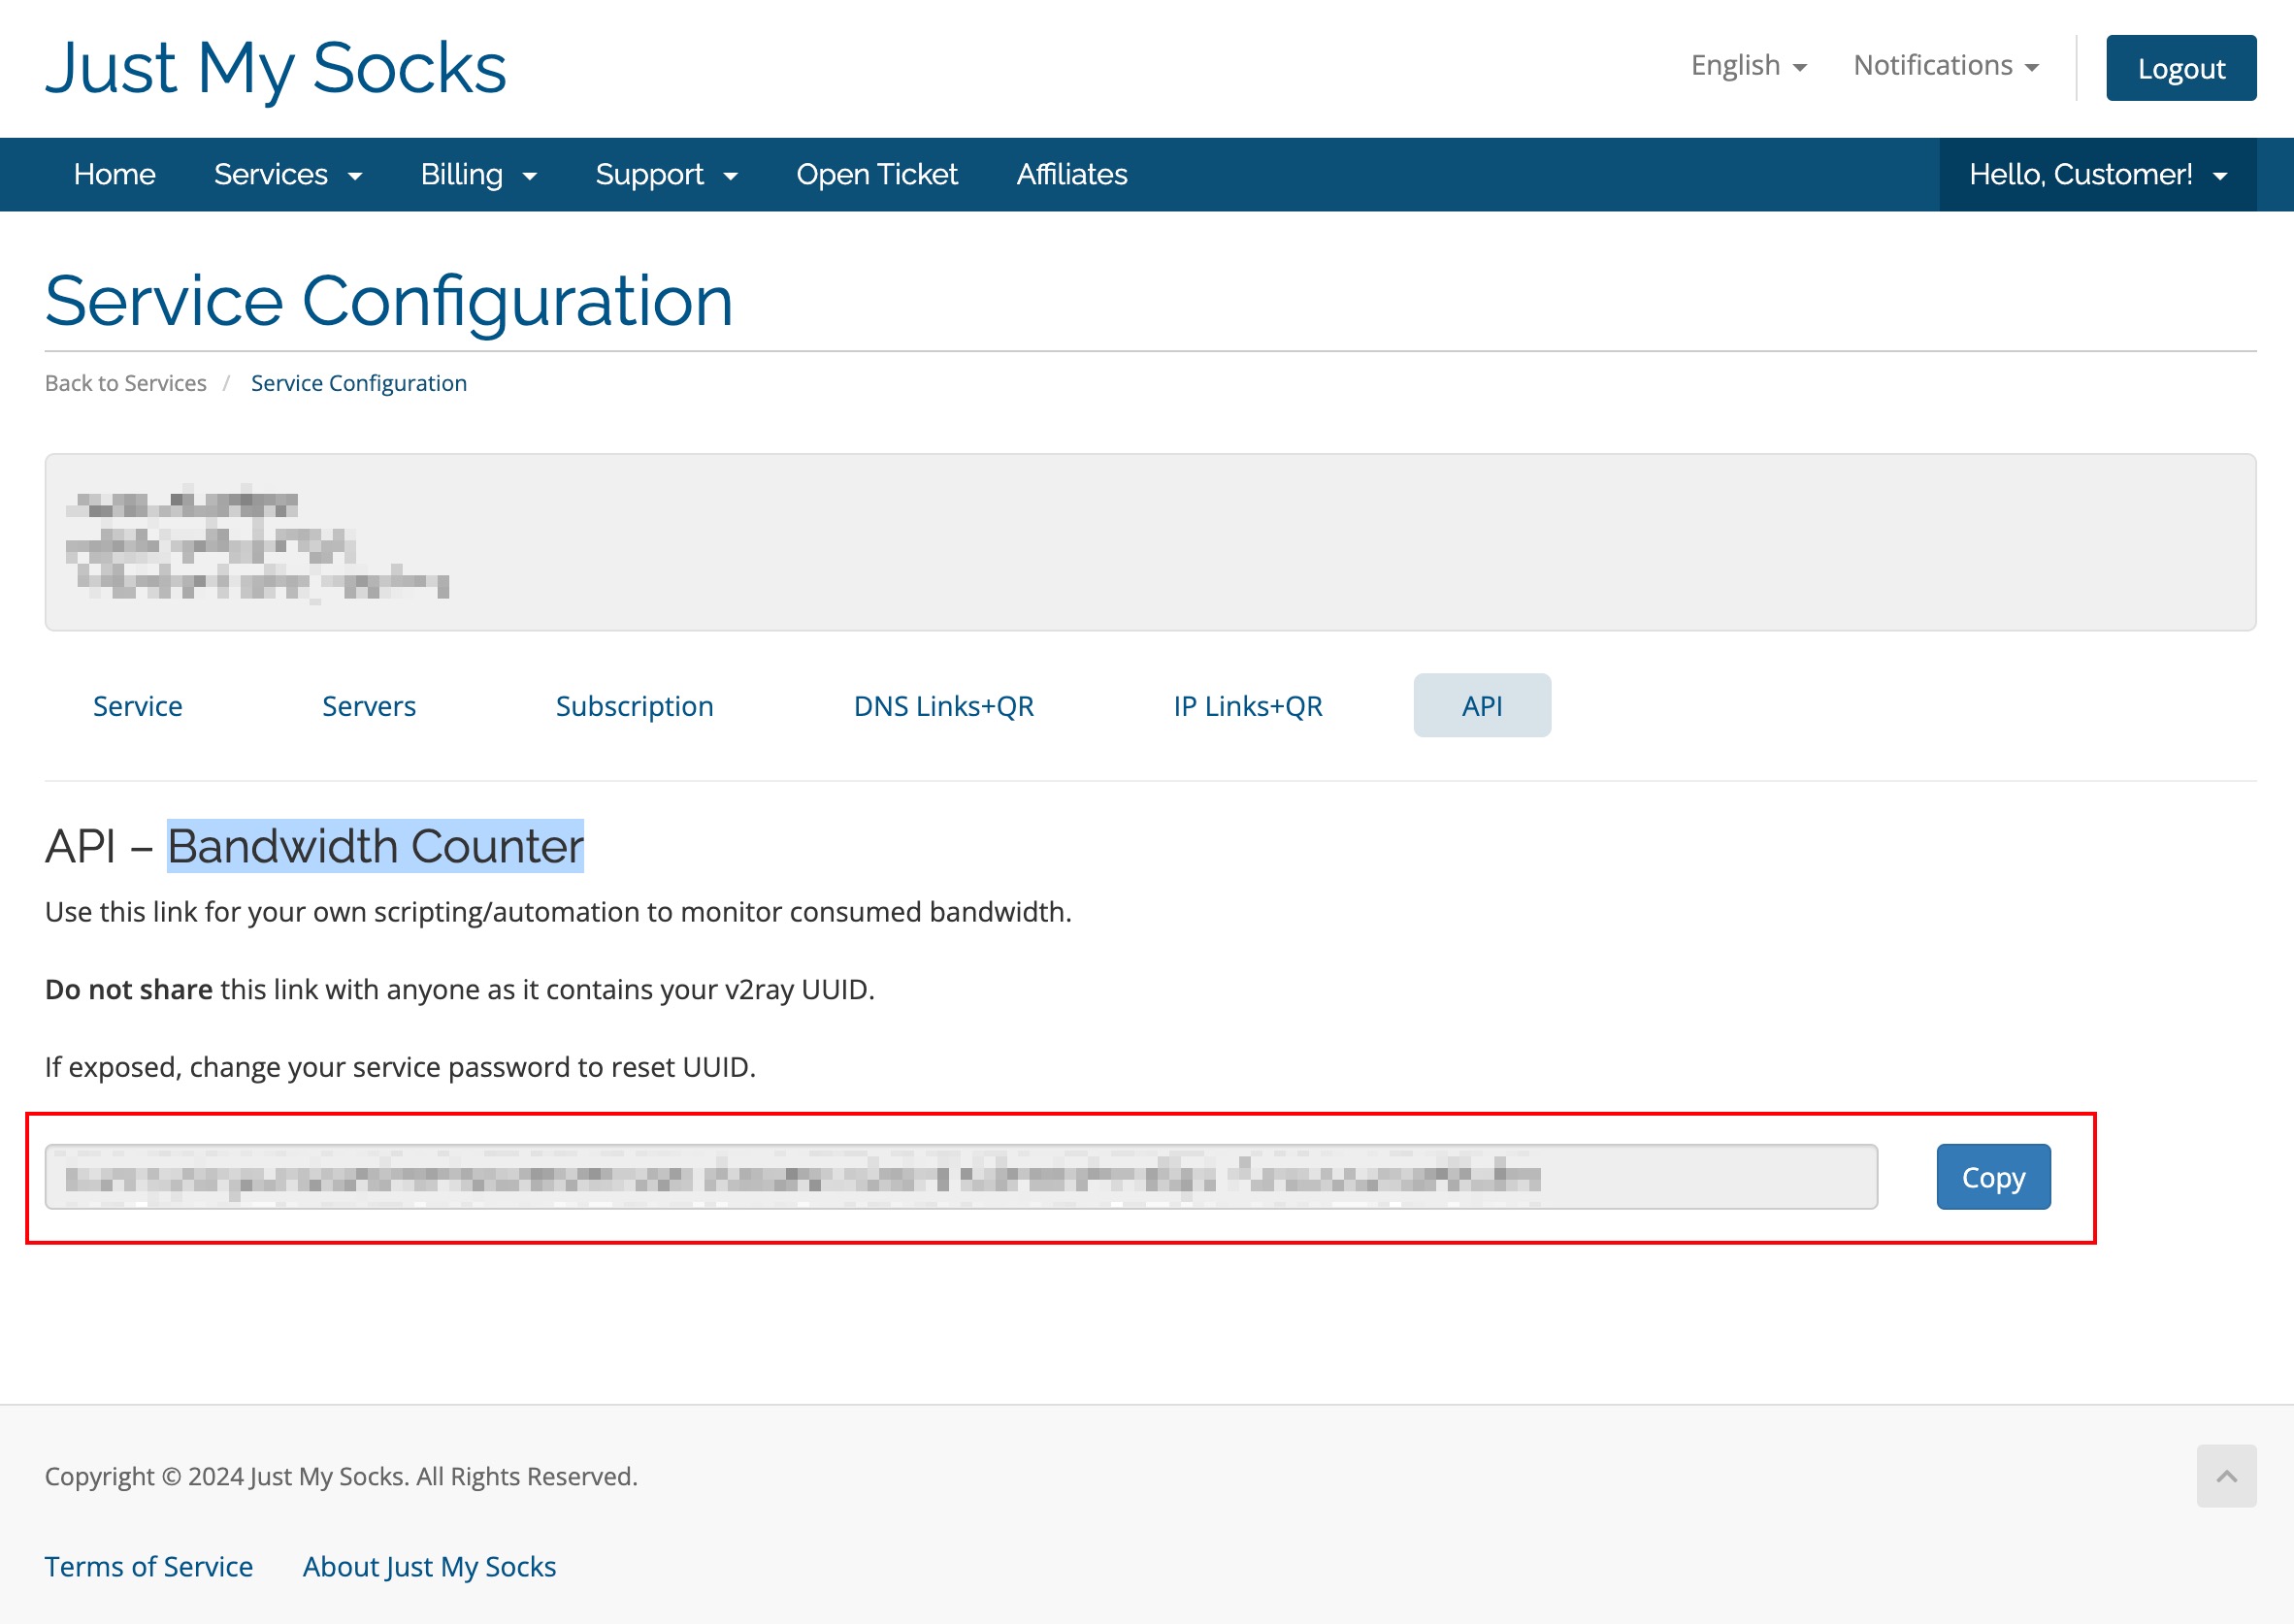 Just My Socks
English
Notifications
Logout
Home
Services
Billing
Support
Open Ticket
Affiliates
Hello, Customer!
Service Configuration
Back to Services / Service Configuration
Service
Servers
Subscription
DNS Links+QR
IP Links+QR
API
API – Bandwidth Counter
Use this link for your own scripting/automation to monitor consumed bandwidth.
Do not share this link with anyone as it contains your v2ray UUID.
If exposed, change your service password to reset UUID.
Copy
Copyright © 2024 Just My Socks. All Rights Reserved.
Terms of Service
About Just My Socks